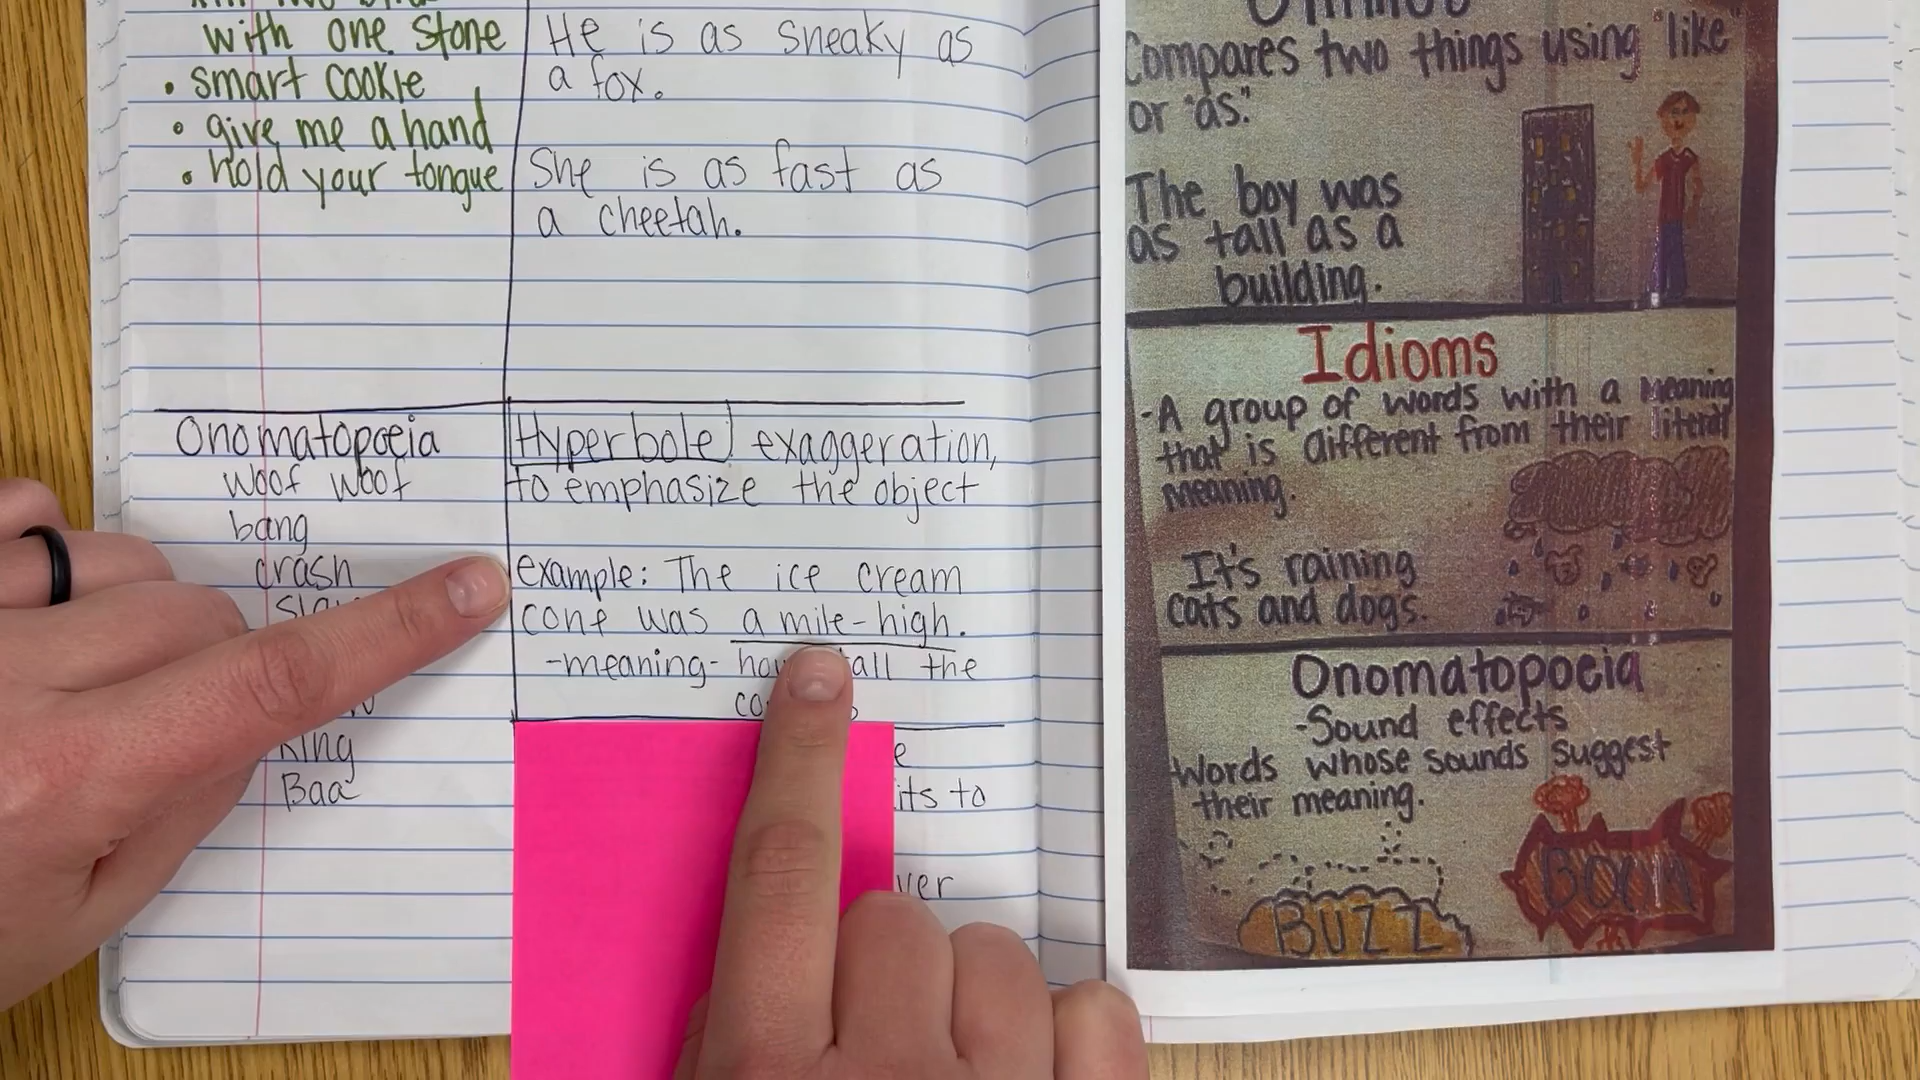 with one stone
• smart cookie
• give me a hand
• hold your tongue
He is as sneaky as
a fox.
She is as fast as
a cheetah.
Onomatopoeia
woof woof
bang
crash
Ring
Baa
Hyperbole exaggeration,
to emphasize the object
example: The ice cream
cone was a mile-high.
-meaning- how tall the
its to
Compares two things using "like"
or "as."
The boy was
as tall as a
building.
Idioms
-A group of words with a meaning
that is different from their literal
meaning.
It's raining
cats and dogs.
Onomatopoeia
-Sound effects
Words whose sounds suggest
their meaning.
BUZZ
BOOM